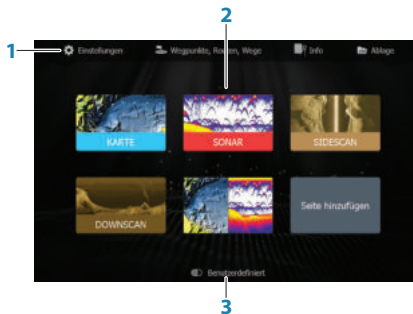 2
1
Einstellungen
Wegpunkte, Routen, Wege
Info
Ablage
KARTE
SONAR
SIDESCAN
DOWNSCAN
Seite hinzufügen
Benutzerdefiniert
3